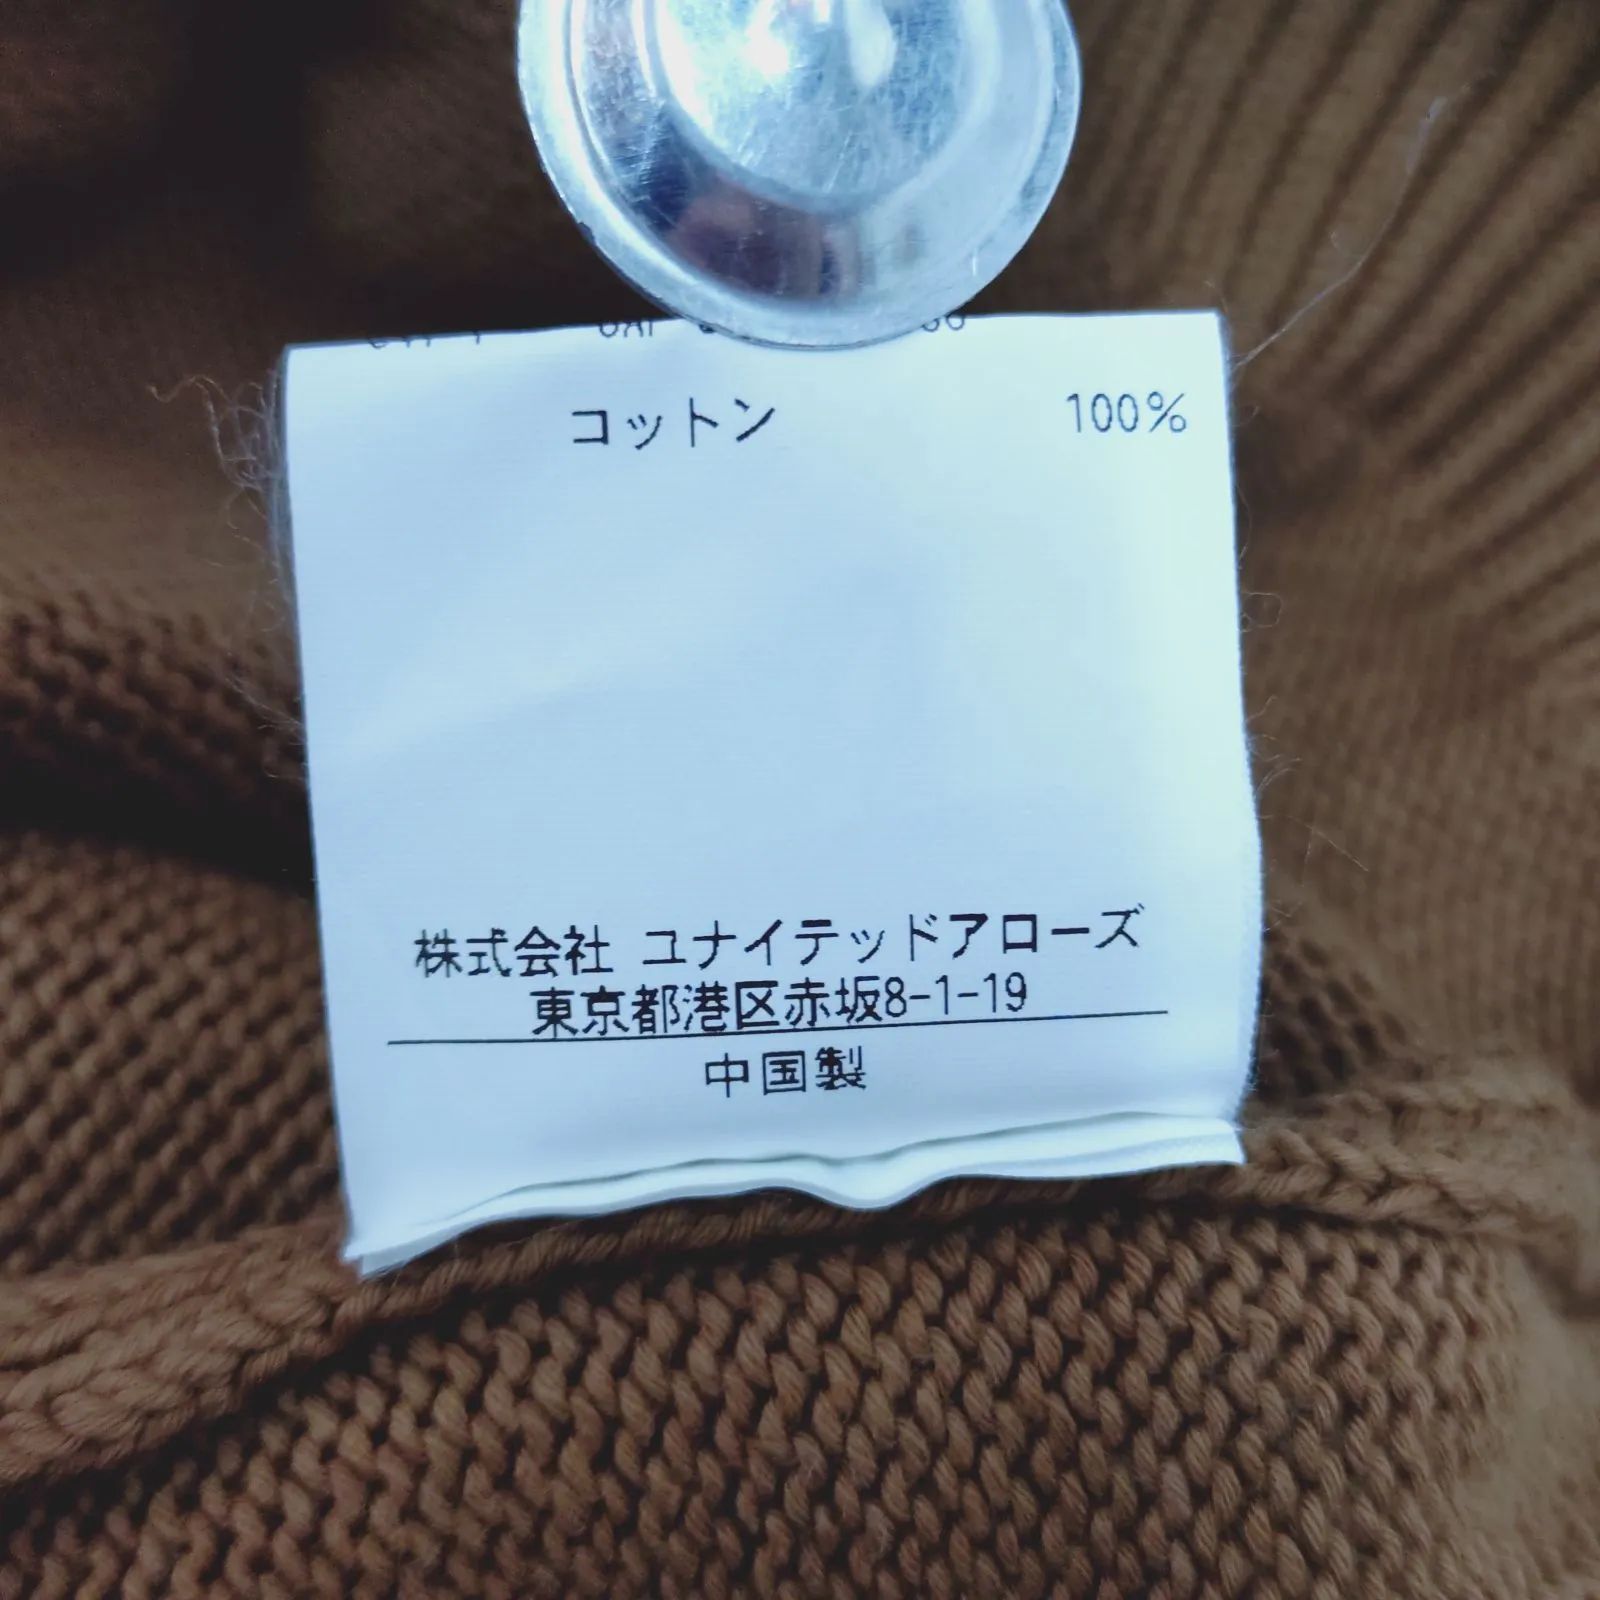 コットン 100%
株式会社 ユナイテッドアローズ
東京都港区赤坂8-1-19
中国製